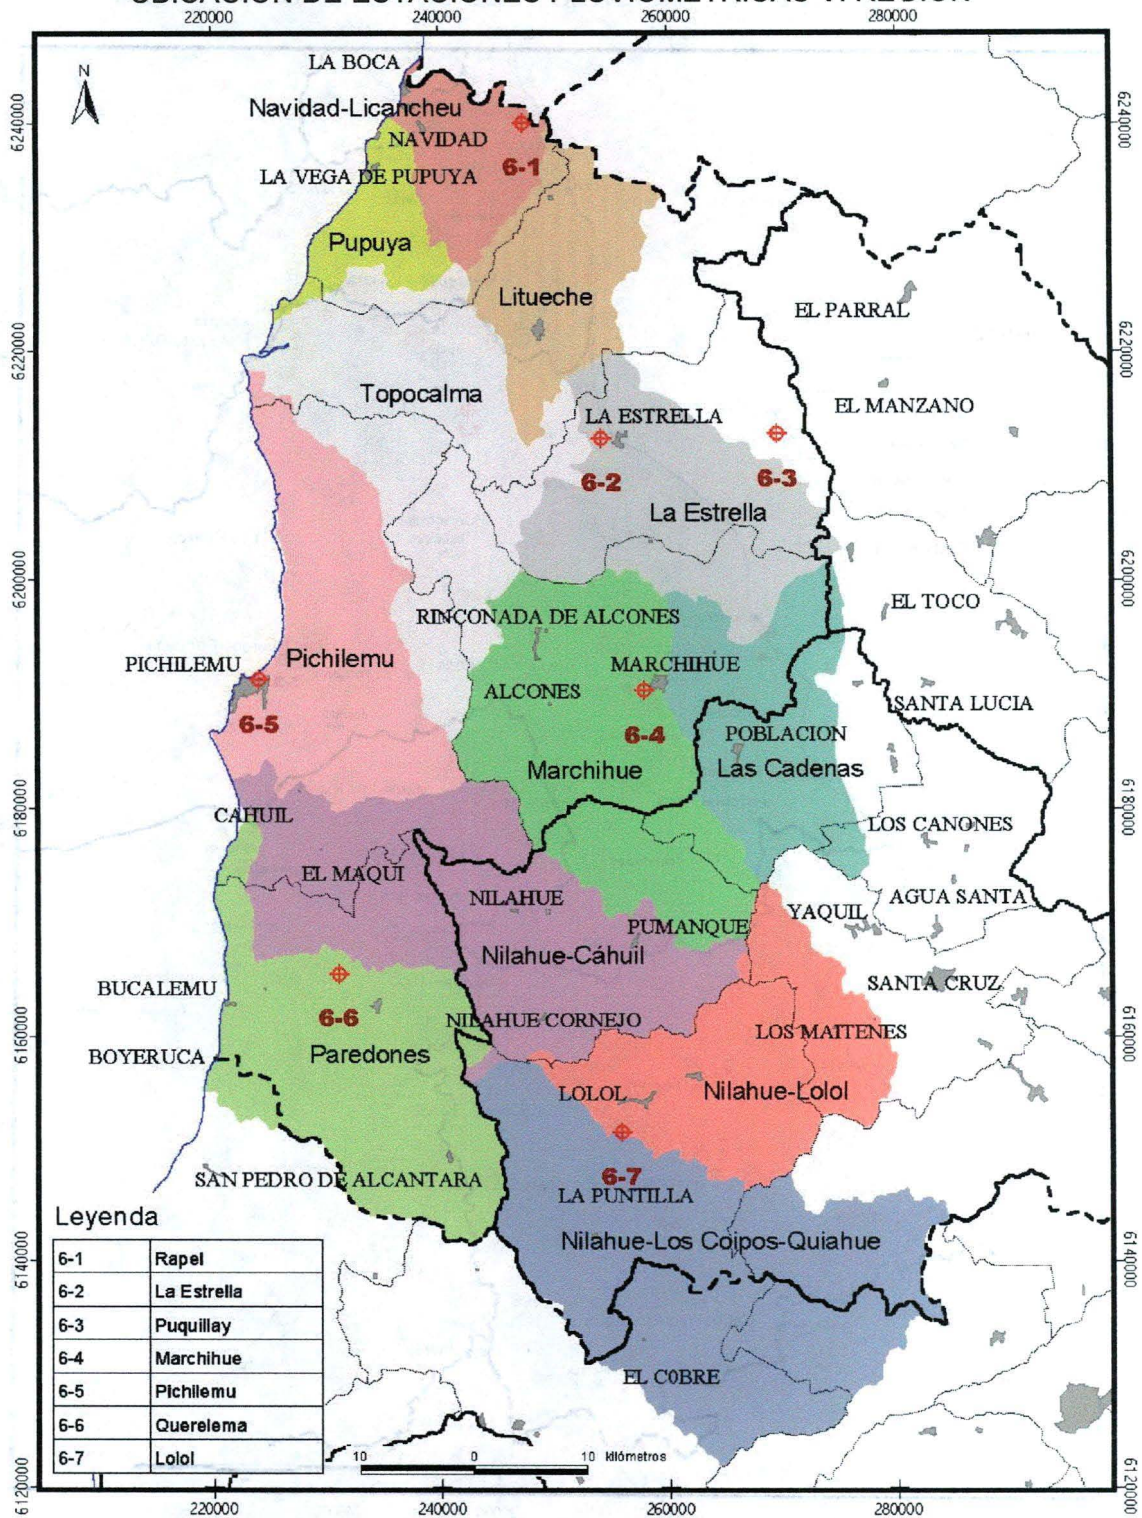 220000 240000 260000 280000
N
LA BOCA
Navidad-Licancheu
NAVIDAD
6-1
LA VEGA DE PUPUYA
Pupuya
Litueche
EL PARRAL
Topocalma
EL MANZANO
LA ESTRELLA
6-2
6-3
La Estrella
EL TOCO
RINCONADA DE ALCONES
PICHILEMU
Pichilemu
MARCHIHUE
ALCONES
SANTA LUCIA
6-5
6-4
POBLACION
Marchihue
Las Cadenas
CAHUIL
LOS CANONES
EL MAQUI
NILAHUE
AGUA SANTA
YAQUIL
PUMANQUE
Nilahue-Cáhuil
BUCALEMU
SANTA CRUZ
6-6
NILAHUE CORNEJO
LOS MAITENES
BOYERUCA
Paredones
LOLOL
Nilahue-Lolol
SAN PEDRO DE ALCANTARA
6-7
LA PUNTILLA
Nilahue-Los Coipos-Quiahue
EL C0BRE
Leyenda
6-1 Rapel
6-2 La Estrella
6-3 Puquillay
6-4 Marchihue
6-5 Pichilemu
6-6 Querelema
6-7 Lolol
10 0 10 kilómetros
6240000
6220000
6200000
6180000
6160000
6140000
6120000
6240000
6220000
6200000
6180000
6160000
6140000
6120000
220000 240000 260000 280000